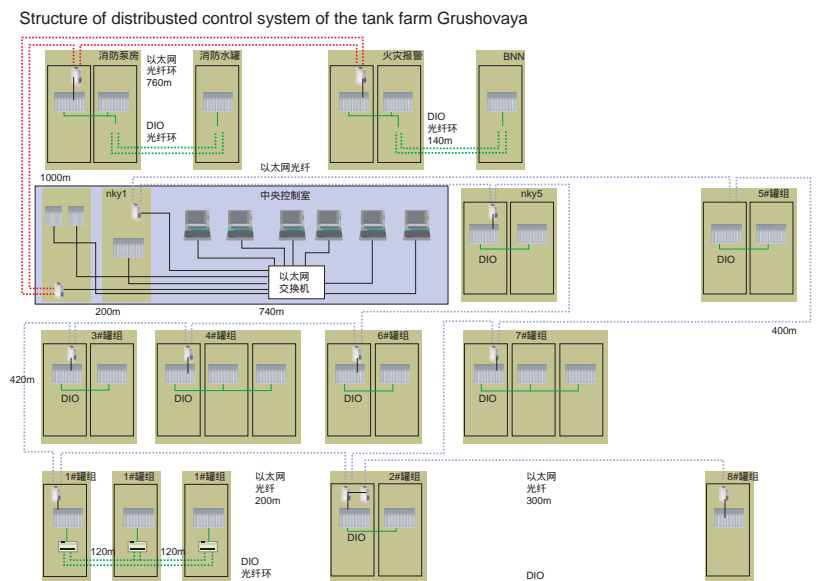 Structure of distribusted control system of the tank farm Grushovaya
消防泵房
以太网
光纤环
760m
消防水罐
火灾报警
BNN
DIO
光纤环
DIO
光纤环
140m
以太网光纤
1000m
nky1
中央控制室
nky5
5#罐组
以太网
交换机
DIO
DIO
200m
740m
400m
3#罐组
4#罐组
6#罐组
7#罐组
420m
DIO
DIO
DIO
DIO
1#罐组
1#罐组
1#罐组
以太网
光纤
200m
2#罐组
以太网
光纤
300m
8#罐组
DIO
120m
120m
DIO
光纤环
DIO